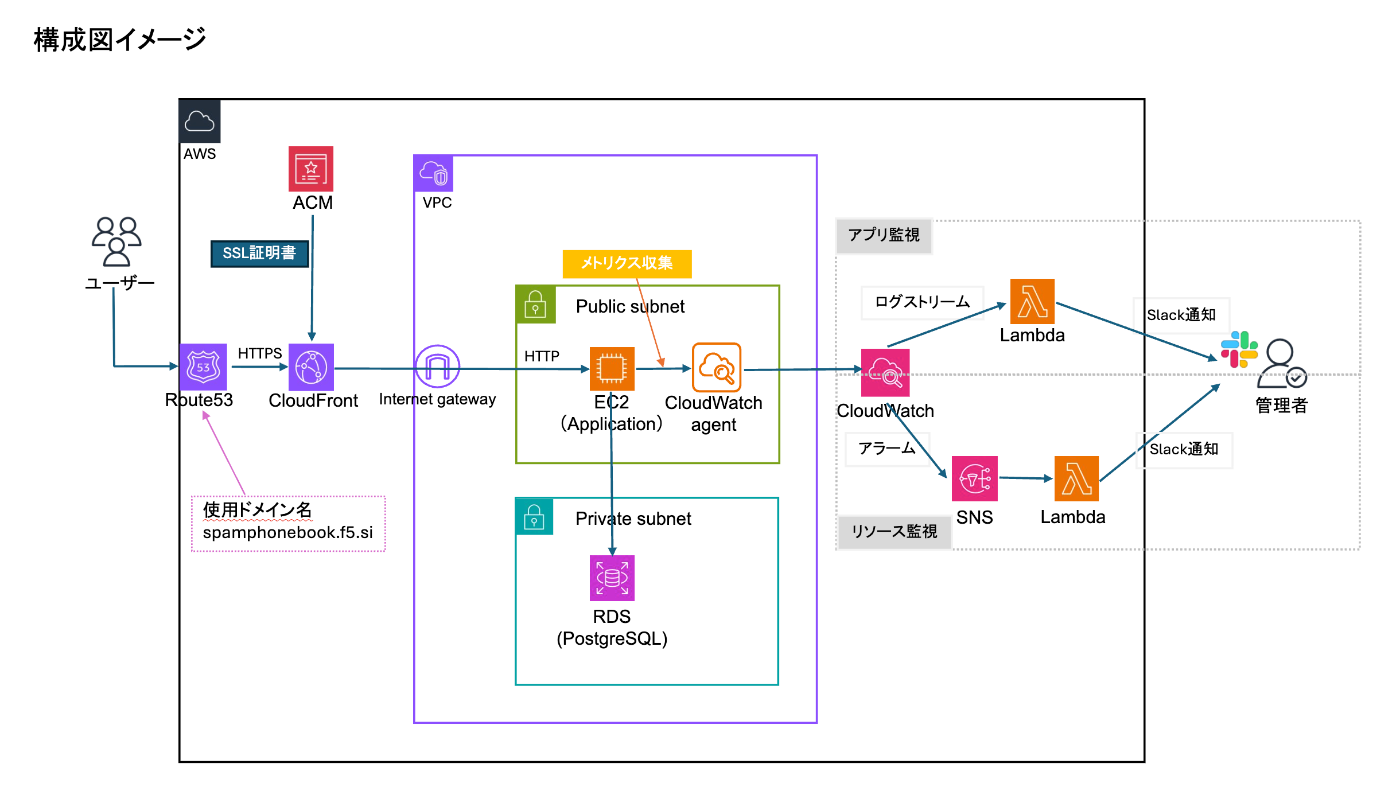 構成図イメージ
AWS
ACM
SSL証明書
VPC
ユーザー
HTTPS
Route53
CloudFront
Internet gateway
使用ドメイン名
spamphonebook.f5.si
メトリクス収集
Public subnet
HTTP
EC2
（Application）
CloudWatch
agent
Private subnet
RDS
(PostgreSQL)
アプリ監視
ログストリーム
Lambda
Slack通知
CloudWatch
管理者
アラーム
Slack通知
SNS
Lambda
リソース監視
53